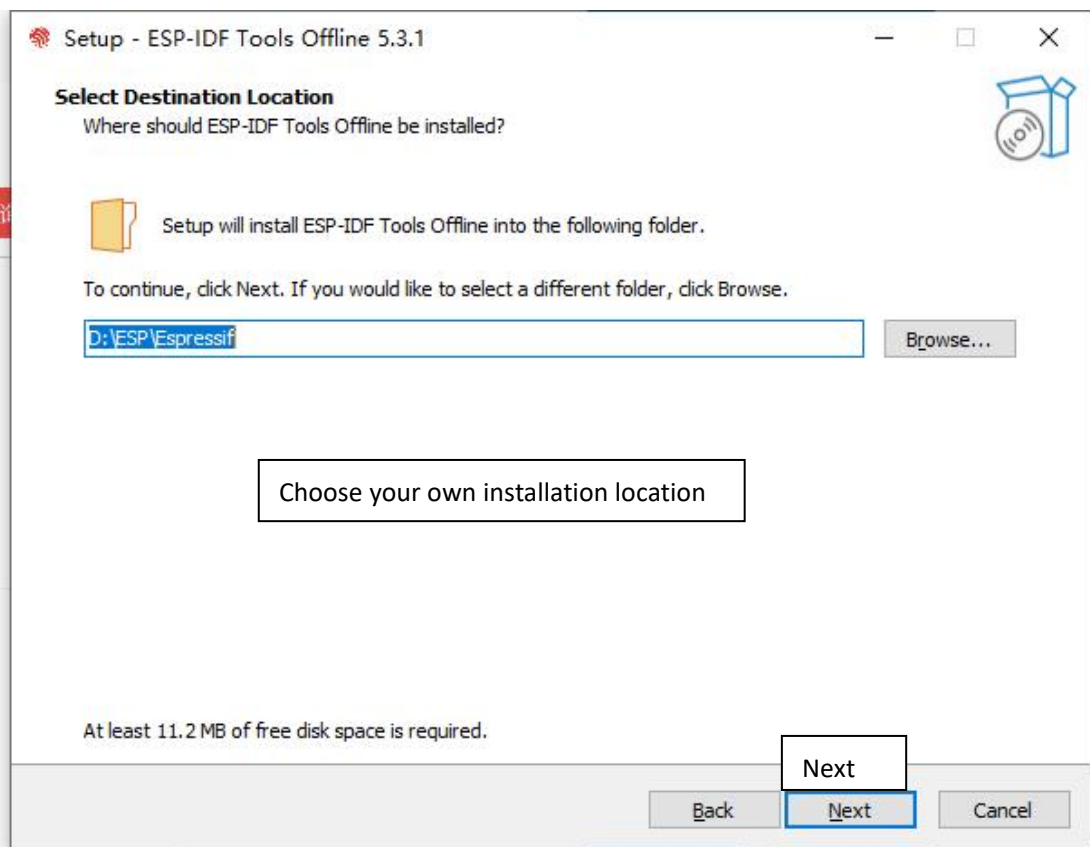 Setup - ESP-IDF Tools Offline 5.3.1
Select Destination Location
Where should ESP-IDF Tools Offline be installed?
Setup will install ESP-IDF Tools Offline into the following folder.
To continue, click Next. If you would like to select a different folder, click Browse.
D:\ESP\Espressif
Browse...
Choose your own installation location
At least 11.2 MB of free disk space is required.
Next
Back
Next
Cancel